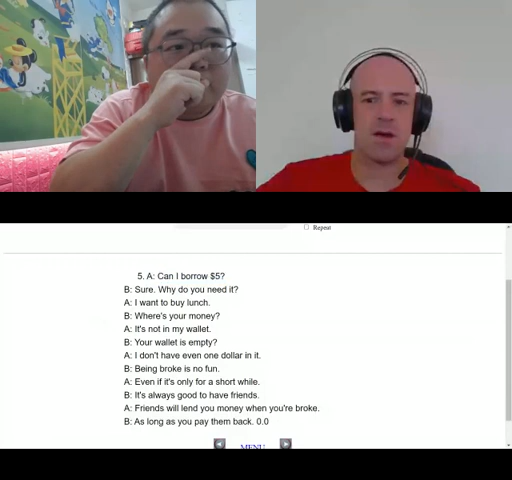 Repeat
5. A: Can I borrow $5?
B: Sure. Why do you need it?
A: I want to buy lunch.
B: Where's your money?
A: It's not in my wallet.
B: Your wallet is empty?
A: I don't have even one dollar in it.
B: Being broke is no fun.
A: Even if it's only for a short while.
B: It's always good to have friends.
A: Friends will lend you money when you're broke.
B: As long as you pay them back. 0.0
MENU